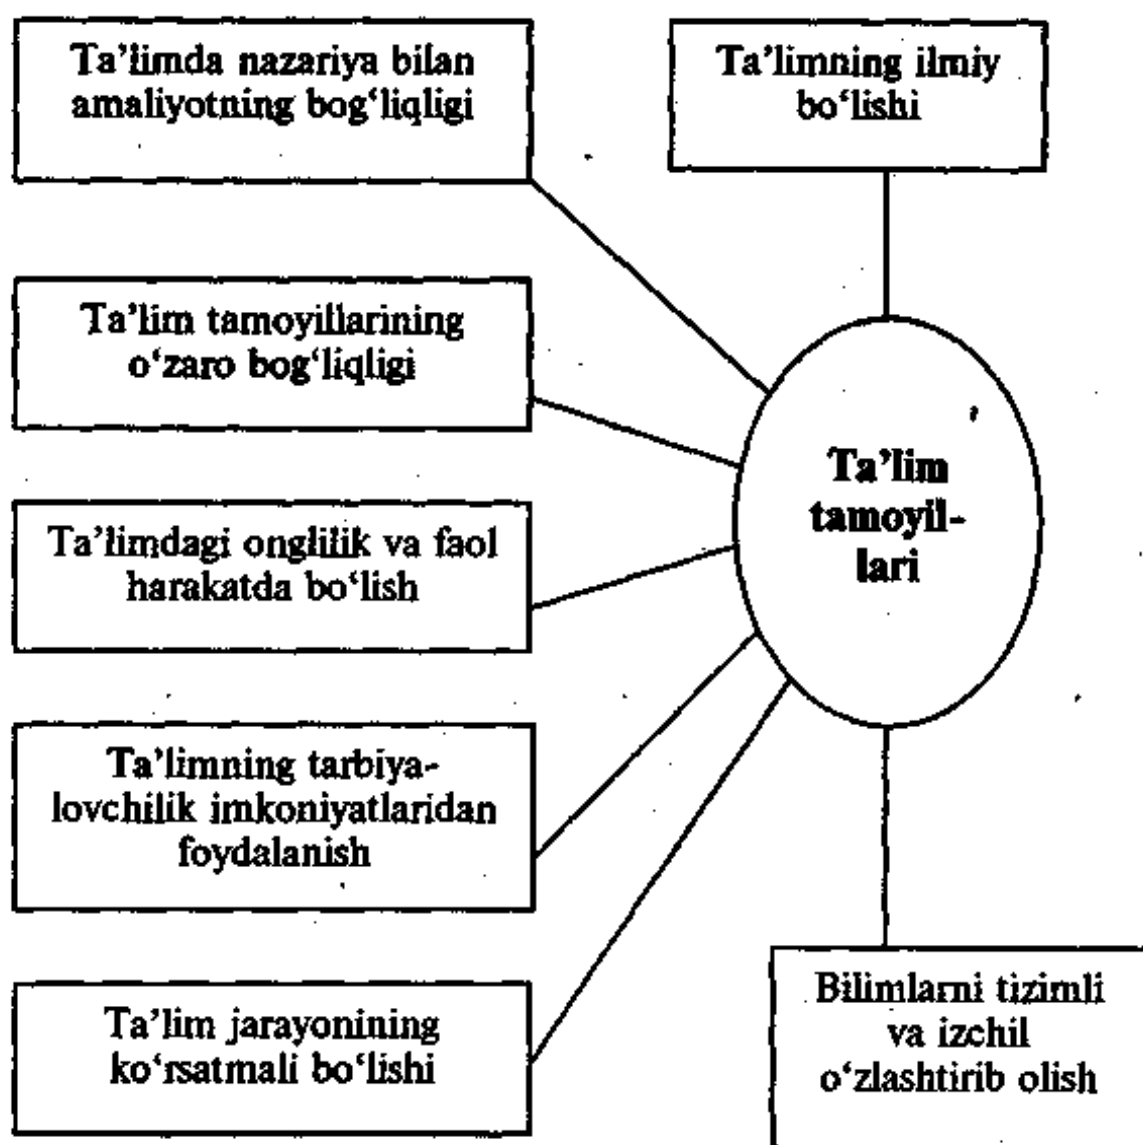 Ta’limda nazariya bilan
amaliyotning bog‘liqligi
Ta’limning ilmiy
bo‘lishi
Ta’lim tamoyillarining
o‘zaro bog‘liqligi
Ta’lim
tamoyil-
lari
Ta’limdagi onglilik va faol
harakatda bo‘lish
Ta’limning tarbiya-
lovchilik imkoniyatlaridan
foydalanish
Ta’lim jarayonining
ko‘rsatmali bo‘lishi
Bilimlarni tizimli
va izchil
o‘zlashtirib olish